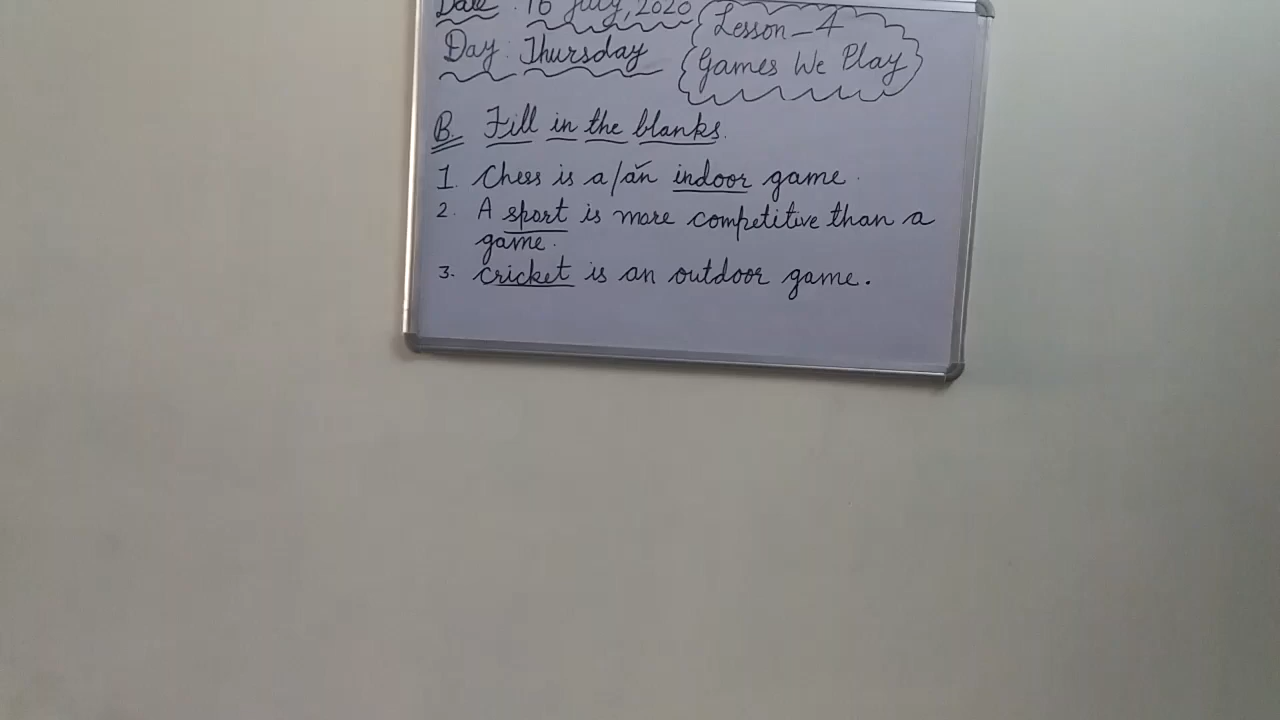 Date : 16 July, 2020
Day : Thursday
Lesson - 4
Games We Play
B. Fill in the blanks.
1. Chess is a/an indoor game.
2. A sport is more competitive than a
game.
3. Cricket is an outdoor game.